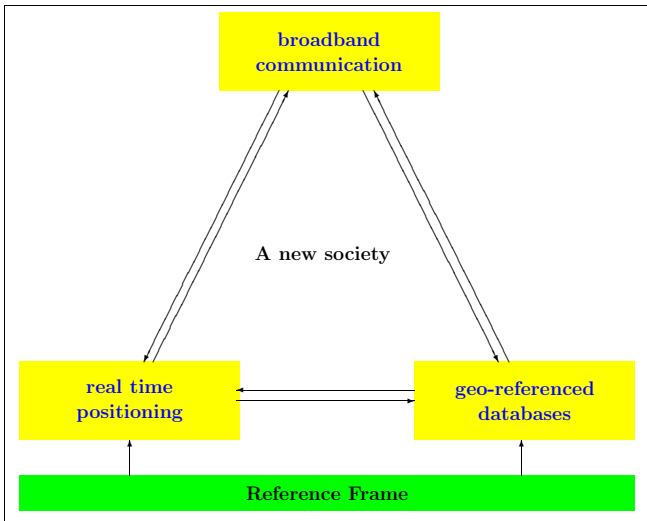 broadband
communication
A new society
real time
positioning
geo-referenced
databases
Reference Frame